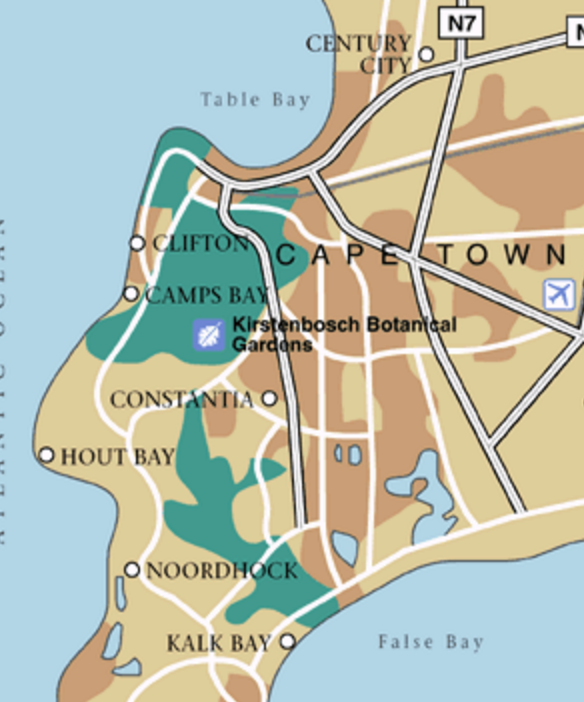 N7
N
CENTURY
CITY
Table Bay
CLIFTON
CAPE TOWN
CAMPS BAY
Kirstenbosch Botanical
Gardens
CONSTANTIA
HOUT BAY
ATLANTIC OCEAN
NOORDHOCK
KALK BAY
False Bay